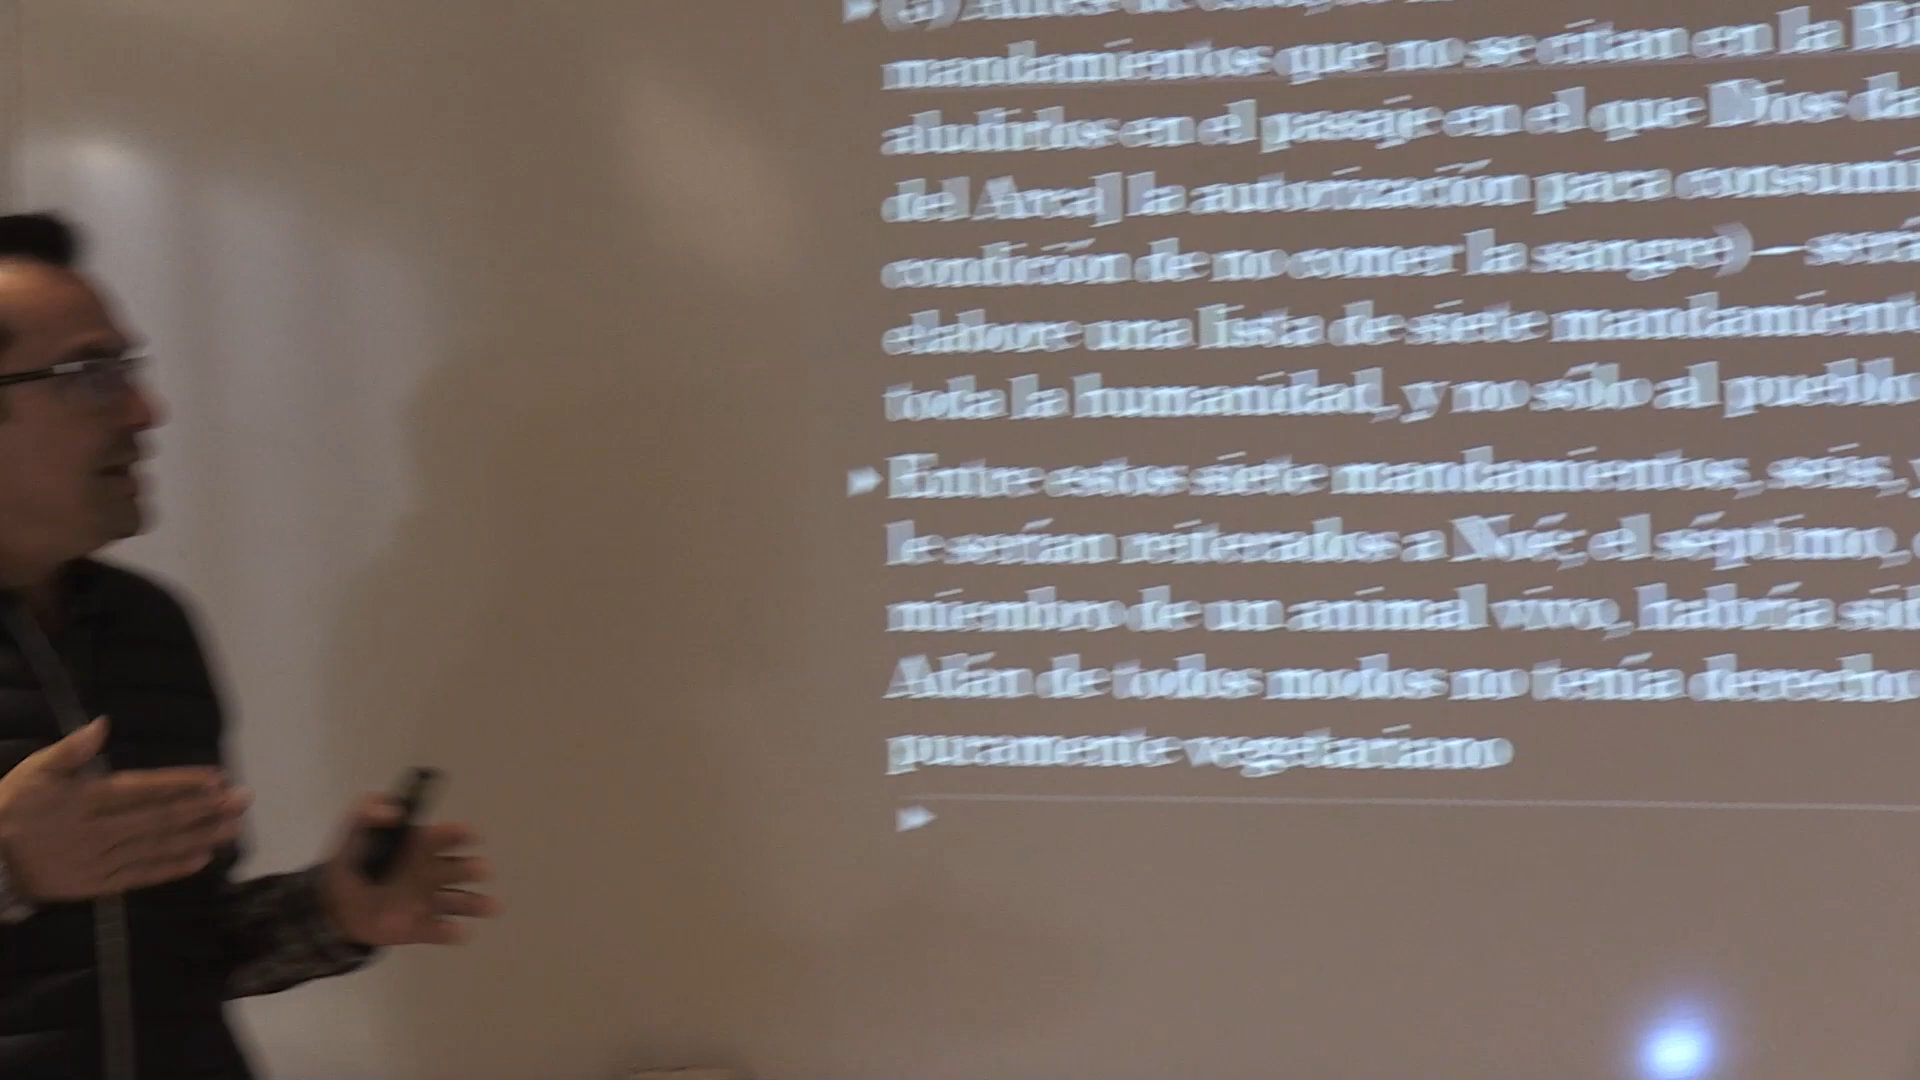 mandamientos que no se citan en la
aludirlos en el pasaje en el que Dios
del Arca] la autorización para
condición de no comer la sangre)—
elabore una lista de siete
toda la humanidad, y no sólo al pueblo
Entre estos siete mandamientos, seis,
le serían reiterados a Noé; el séptimo,
miembro de un animal vivo, habría
Adán de todos modos no tenía derecho
puramente vegetariano